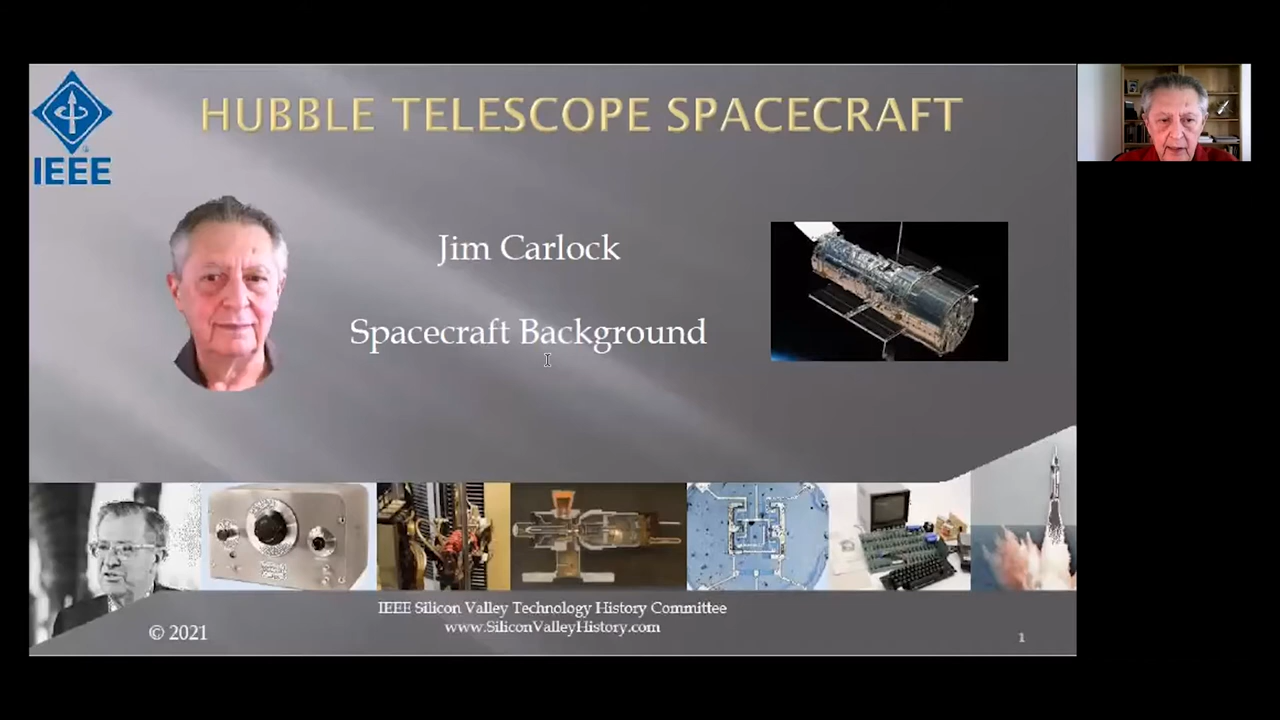 HUBBLE TELESCOPE SPACECRAFT
IEEE
Jim Carlock
Spacecraft Background
IEEE Silicon Valley Technology History Committee
www.SiliconValleyHistory.com
© 2021
1